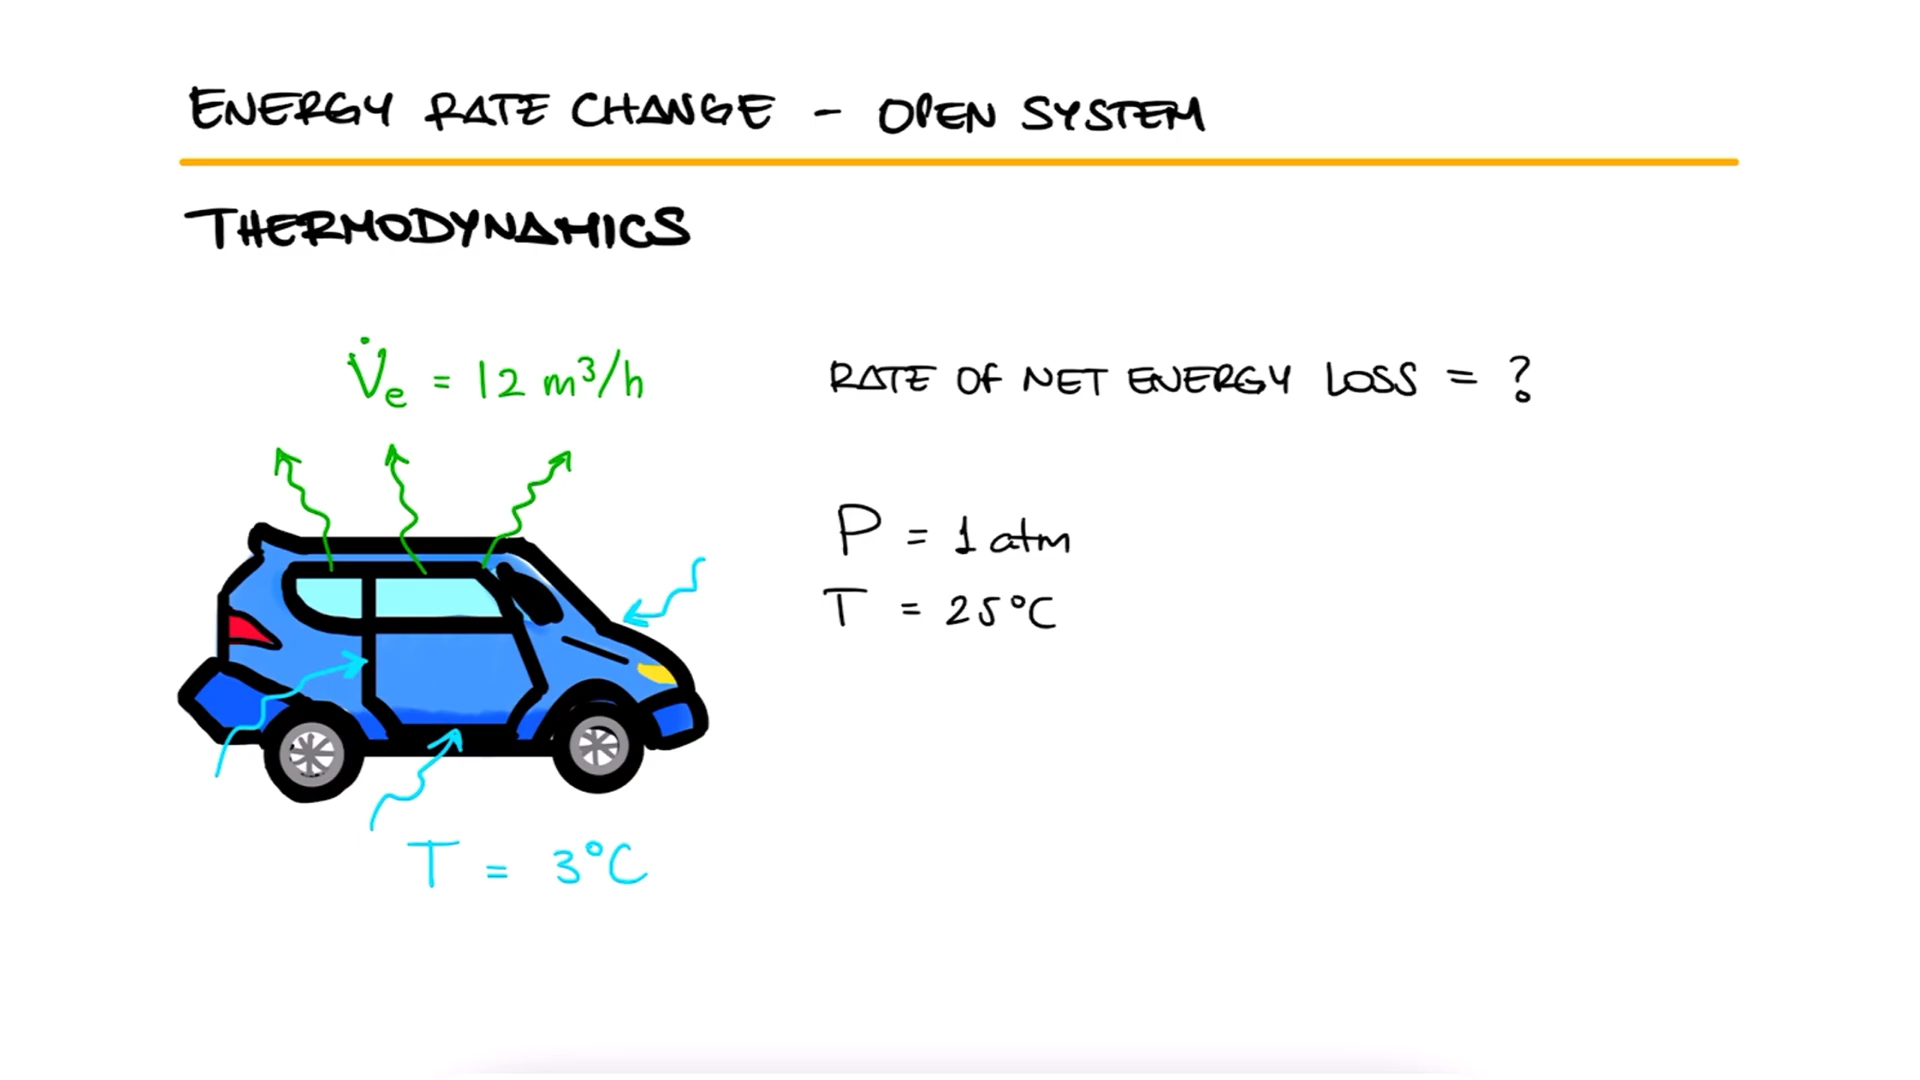 ENERGY RATE CHANGE - OPEN SYSTEM
THERMODYNAMICS
V̇e = 12 m³/h
RATE OF NET ENERGY LOSS = ?
P = 1 atm
T = 25°C
T = 3°C